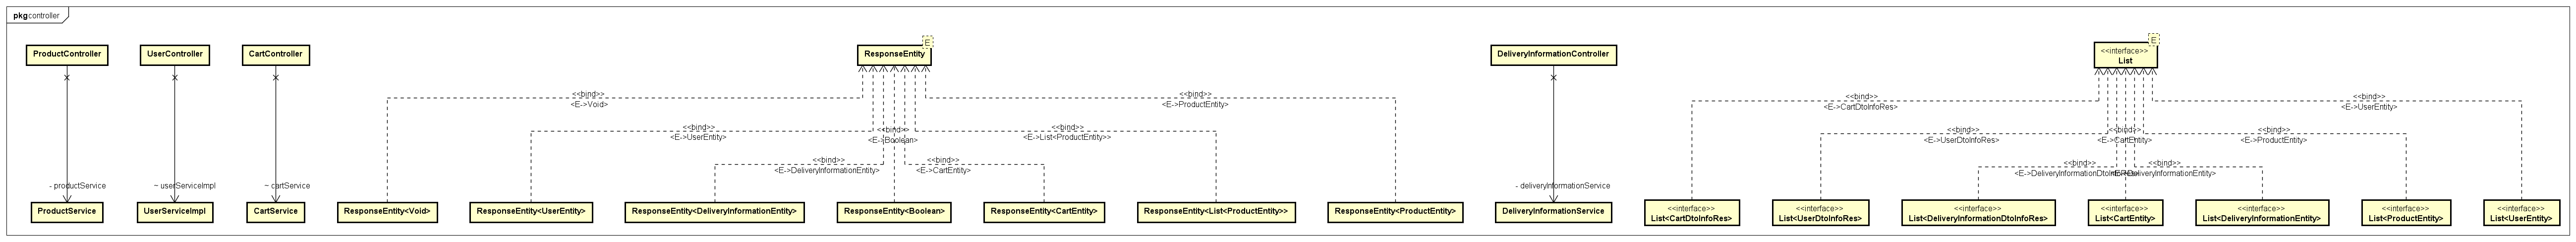 pkg controller
ProductController
UserController
CartController
ResponseEntity
E
DeliveryInformationController
<<interface>>
List
E
<<bind>>
<E->Void>
<<bind>>
<E->ProductEntity>
<<bind>>
<E->CartDtoInfoRes>
<<bind>>
<E->UserEntity>
<<bind>>
<E->UserEntity>
<<bind>>
<E->Boolean>
<<bind>>
<E->List<ProductEntity>>
<<bind>>
<E->UserDtoInfoRes>
<<bind>>
<E->CartEntity>
<<bind>>
<E->ProductEntity>
<<bind>>
<E->DeliveryInformationEntity>
<<bind>>
<E->CartEntity>
<<bind>>
<E->DeliveryInformationDtoInfoRes>
<<bind>>
<E->DeliveryInformationEntity>
- productService
~ userServiceImpl
~ cartService
- deliveryInformationService
ProductService
UserServiceImpl
CartService
ResponseEntity<Void>
ResponseEntity<UserEntity>
ResponseEntity<DeliveryInformationEntity>
ResponseEntity<Boolean>
ResponseEntity<CartEntity>
ResponseEntity<List<ProductEntity>>
ResponseEntity<ProductEntity>
DeliveryInformationService
<<interface>>
List<CartDtoInfoRes>
<<interface>>
List<UserDtoInfoRes>
<<interface>>
List<DeliveryInformationDtoInfoRes>
<<interface>>
List<CartEntity>
<<interface>>
List<DeliveryInformationEntity>
<<interface>>
List<ProductEntity>
<<interface>>
List<UserEntity>